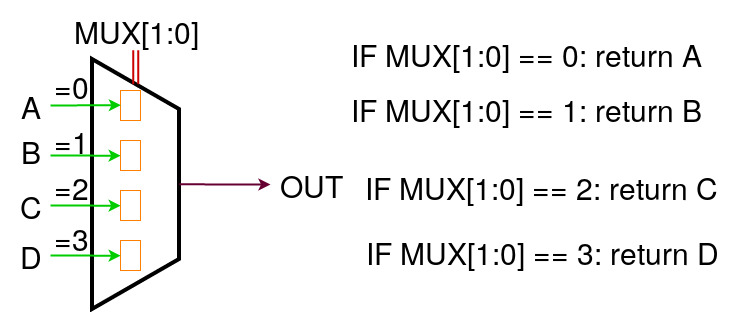 MUX[1:0]
=0
A
=1
B
=2
C
=3
D
OUT
IF MUX[1:0] == 0: return A
IF MUX[1:0] == 1: return B
IF MUX[1:0] == 2: return C
IF MUX[1:0] == 3: return D